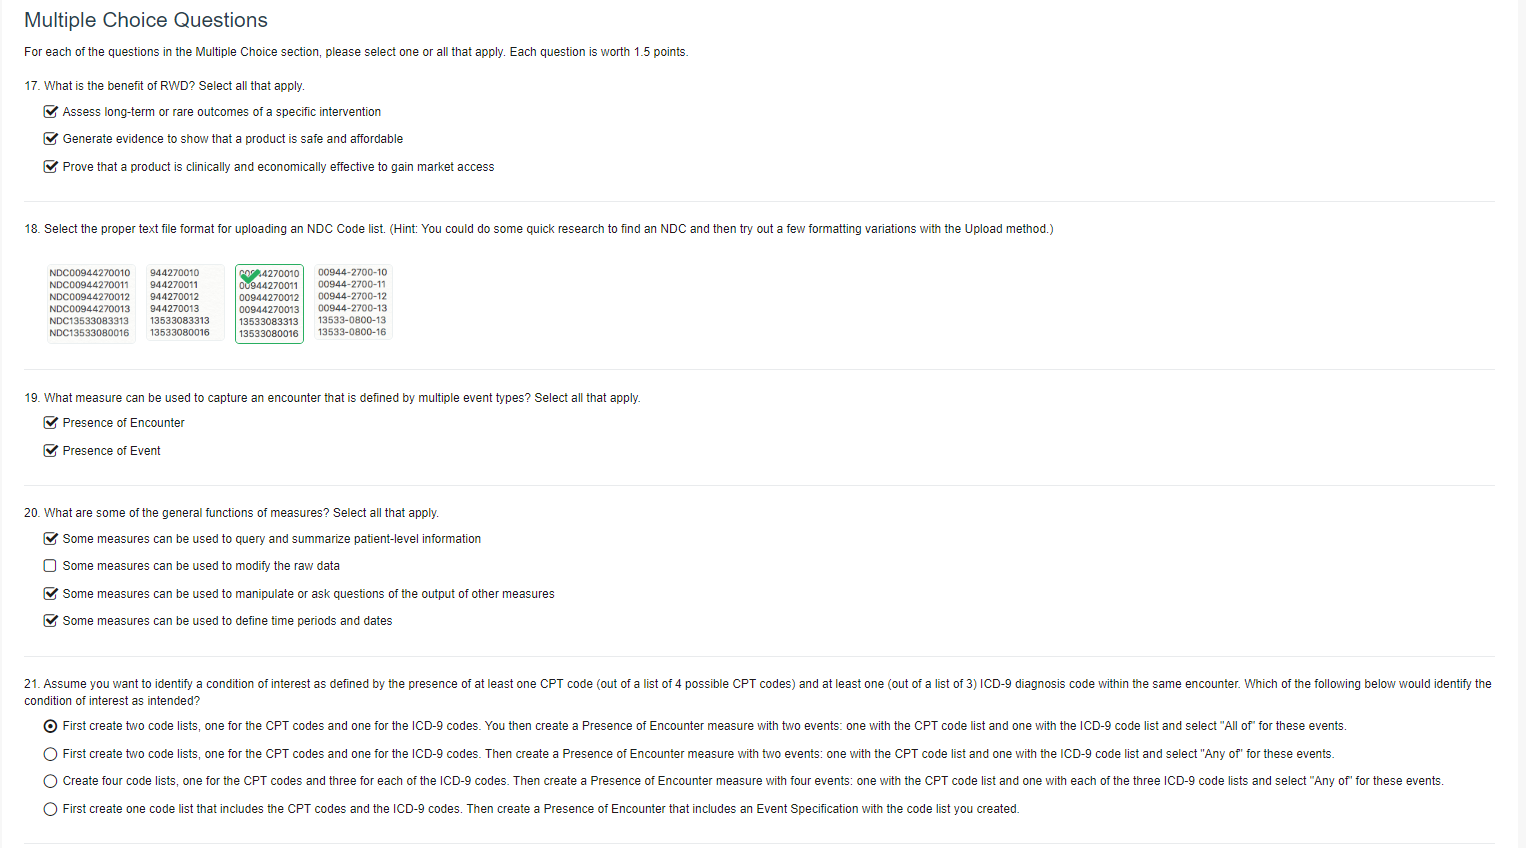 Multiple Choice Questions
For each of the questions in the Multiple Choice section, please select one or all that apply. Each question is worth 1.5 points.
17. What is the benefit of RWD? Select all that apply.
Assess long-term or rare outcomes of a specific intervention
Generate evidence to show that a product is safe and affordable
Prove that a product is clinically and economically effective to gain market access
18. Select the proper text file format for uploading an NDC Code list. (Hint: You could do some quick research to find an NDC and then try out a few formatting variations with the Upload method.)
NDC00944270010
NDC00944270011
NDC00944270012
NDC00944270013
NDC13533083313
NDC13533080016
944270010
944270011
944270012
944270013
13533083313
13533080016
00944270011
00944270012
00944270013
13533083313
13533080016
00944-2700-10
00944-2700-11
00944-2700-12
00944-2700-13
13533-0800-13
13533-0800-16
19. What measure can be used to capture an encounter that is defined by multiple event types? Select all that apply.
Presence of Encounter
Presence of Event
20. What are some of the general functions of measures? Select all that apply.
Some measures can be used to query and summarize patient-level information
Some measures can be used to modify the raw data
Some measures can be used to manipulate or ask questions of the output of other measures
Some measures can be used to define time periods and dates
21. Assume you want to identify a condition of interest as defined by the presence of at least one CPT code (out of a list of 4 possible CPT codes) and at least one (out of a list of 3) ICD-9 diagnosis code within the same encounter. Which of the following below would identify the
condition of interest as intended?
First create two code lists, one for the CPT codes and one for the ICD-9 codes. You then create a Presence of Encounter measure with two events: one with the CPT code list and one with the ICD-9 code list and select "All of" for these events.
First create two code lists, one for the CPT codes and one for the ICD-9 codes. Then create a Presence of Encounter measure with two events: one with the CPT code list and one with the ICD-9 code list and select "Any of" for these events.
Create four code lists, one for the CPT codes and three for each of the ICD-9 codes. Then create a Presence of Encounter measure with four events: one with the CPT code list and one with each of the three ICD-9 code lists and select "Any of" for these events.
First create one code list that includes the CPT codes and the ICD-9 codes. Then create a Presence of Encounter that includes an Event Specification with the code list you created.